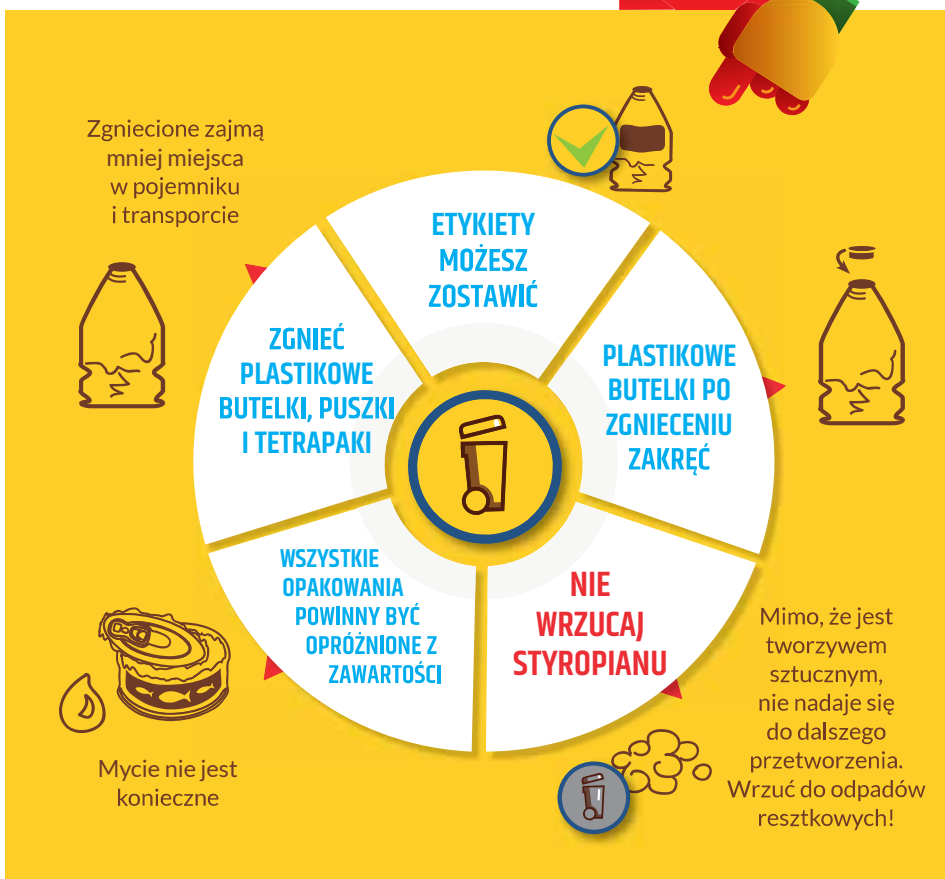 Zgniecione zajmą
mniej miejsca
w pojemniku
i transporcie
ETYKIETY
MOŻESZ
ZOSTAWIĆ
ZGNIEĆ
PLASTIKOWE
BUTELKI, PUSZKI
I TETRAPAKI
PLASTIKOWE
BUTELKI PO
ZGNIECENIU
ZAKRĘĆ
WSZYSTKIE
OPAKOWANIA
POWINNY BYĆ
OPRÓŻNIONE Z
ZAWARTOŚCI
NIE
WRZUCAJ
STYROPIANU
Mycie nie jest
konieczne
Mimo, że jest
tworzywem
sztucznym,
nie nadaje się
do dalszego
przetworzenia.
Wrzuć do odpadów
resztkowych!